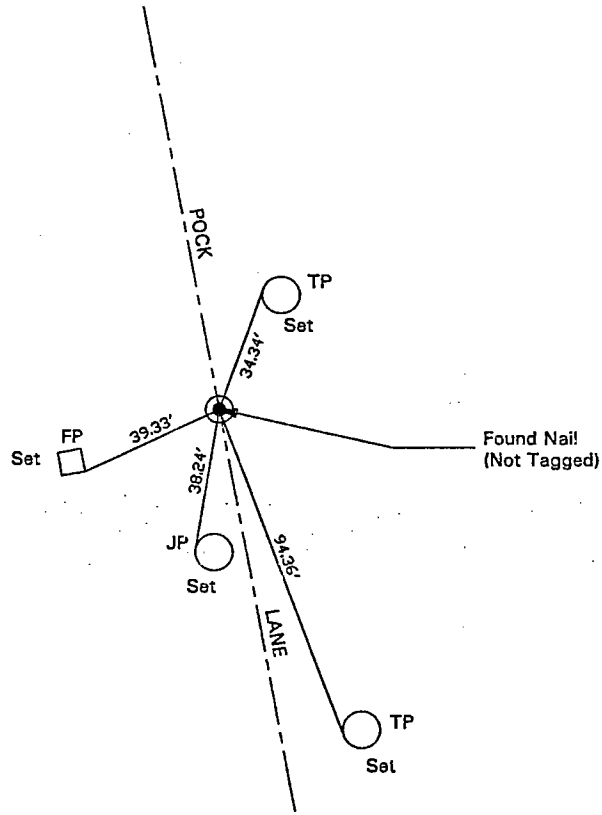 POCK
TP
Set
34.34'
FP
39.33'
Set
Found Nail
(Not Tagged)
38.24'
JP
Set
94.36'
LANE
TP
Set